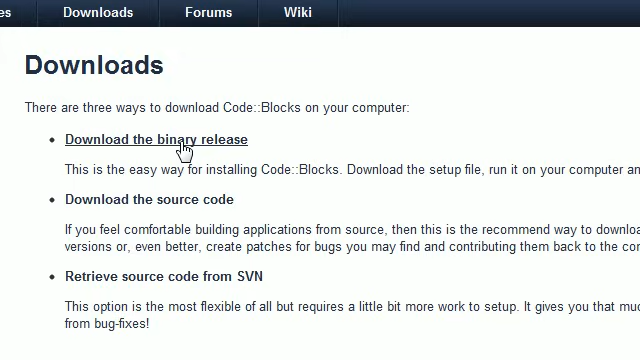 es Downloads Forums Wiki
Downloads
There are three ways to download Code::Blocks on your computer:
Download the binary release
This is the easy way for installing Code::Blocks. Download the setup file, run it on your computer an
Download the source code
If you feel comfortable building applications from source, then this is the recommend way to downloa
versions or, even better, create patches for bugs you may find and contributing them back to the co
Retrieve source code from SVN
This option is the most flexible of all but requires a little bit more work to setup. It gives you that mu
from bug-fixes!